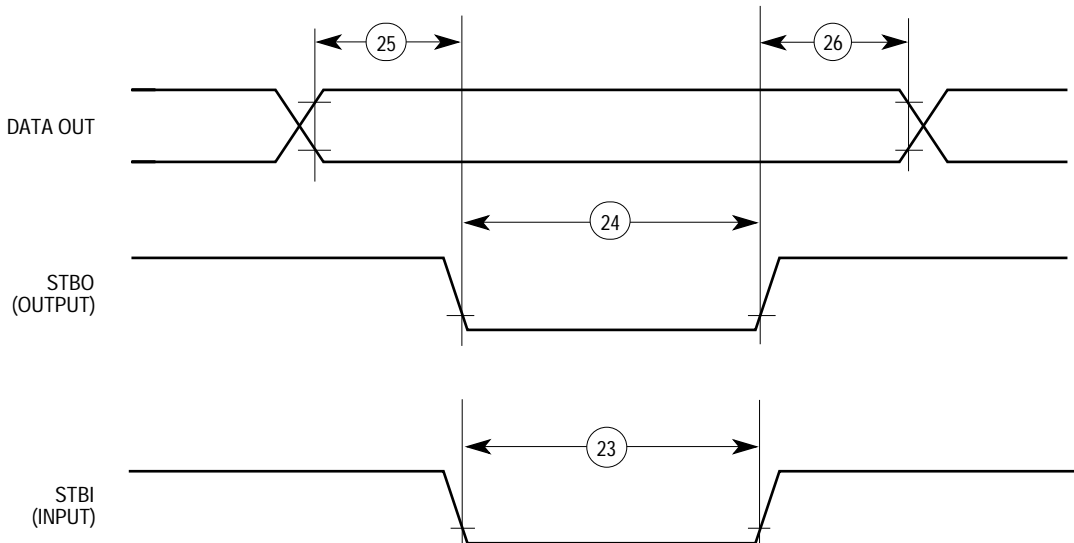 25
26
DATA OUT
24
STBO
(OUTPUT)
23
STBI
(INPUT)